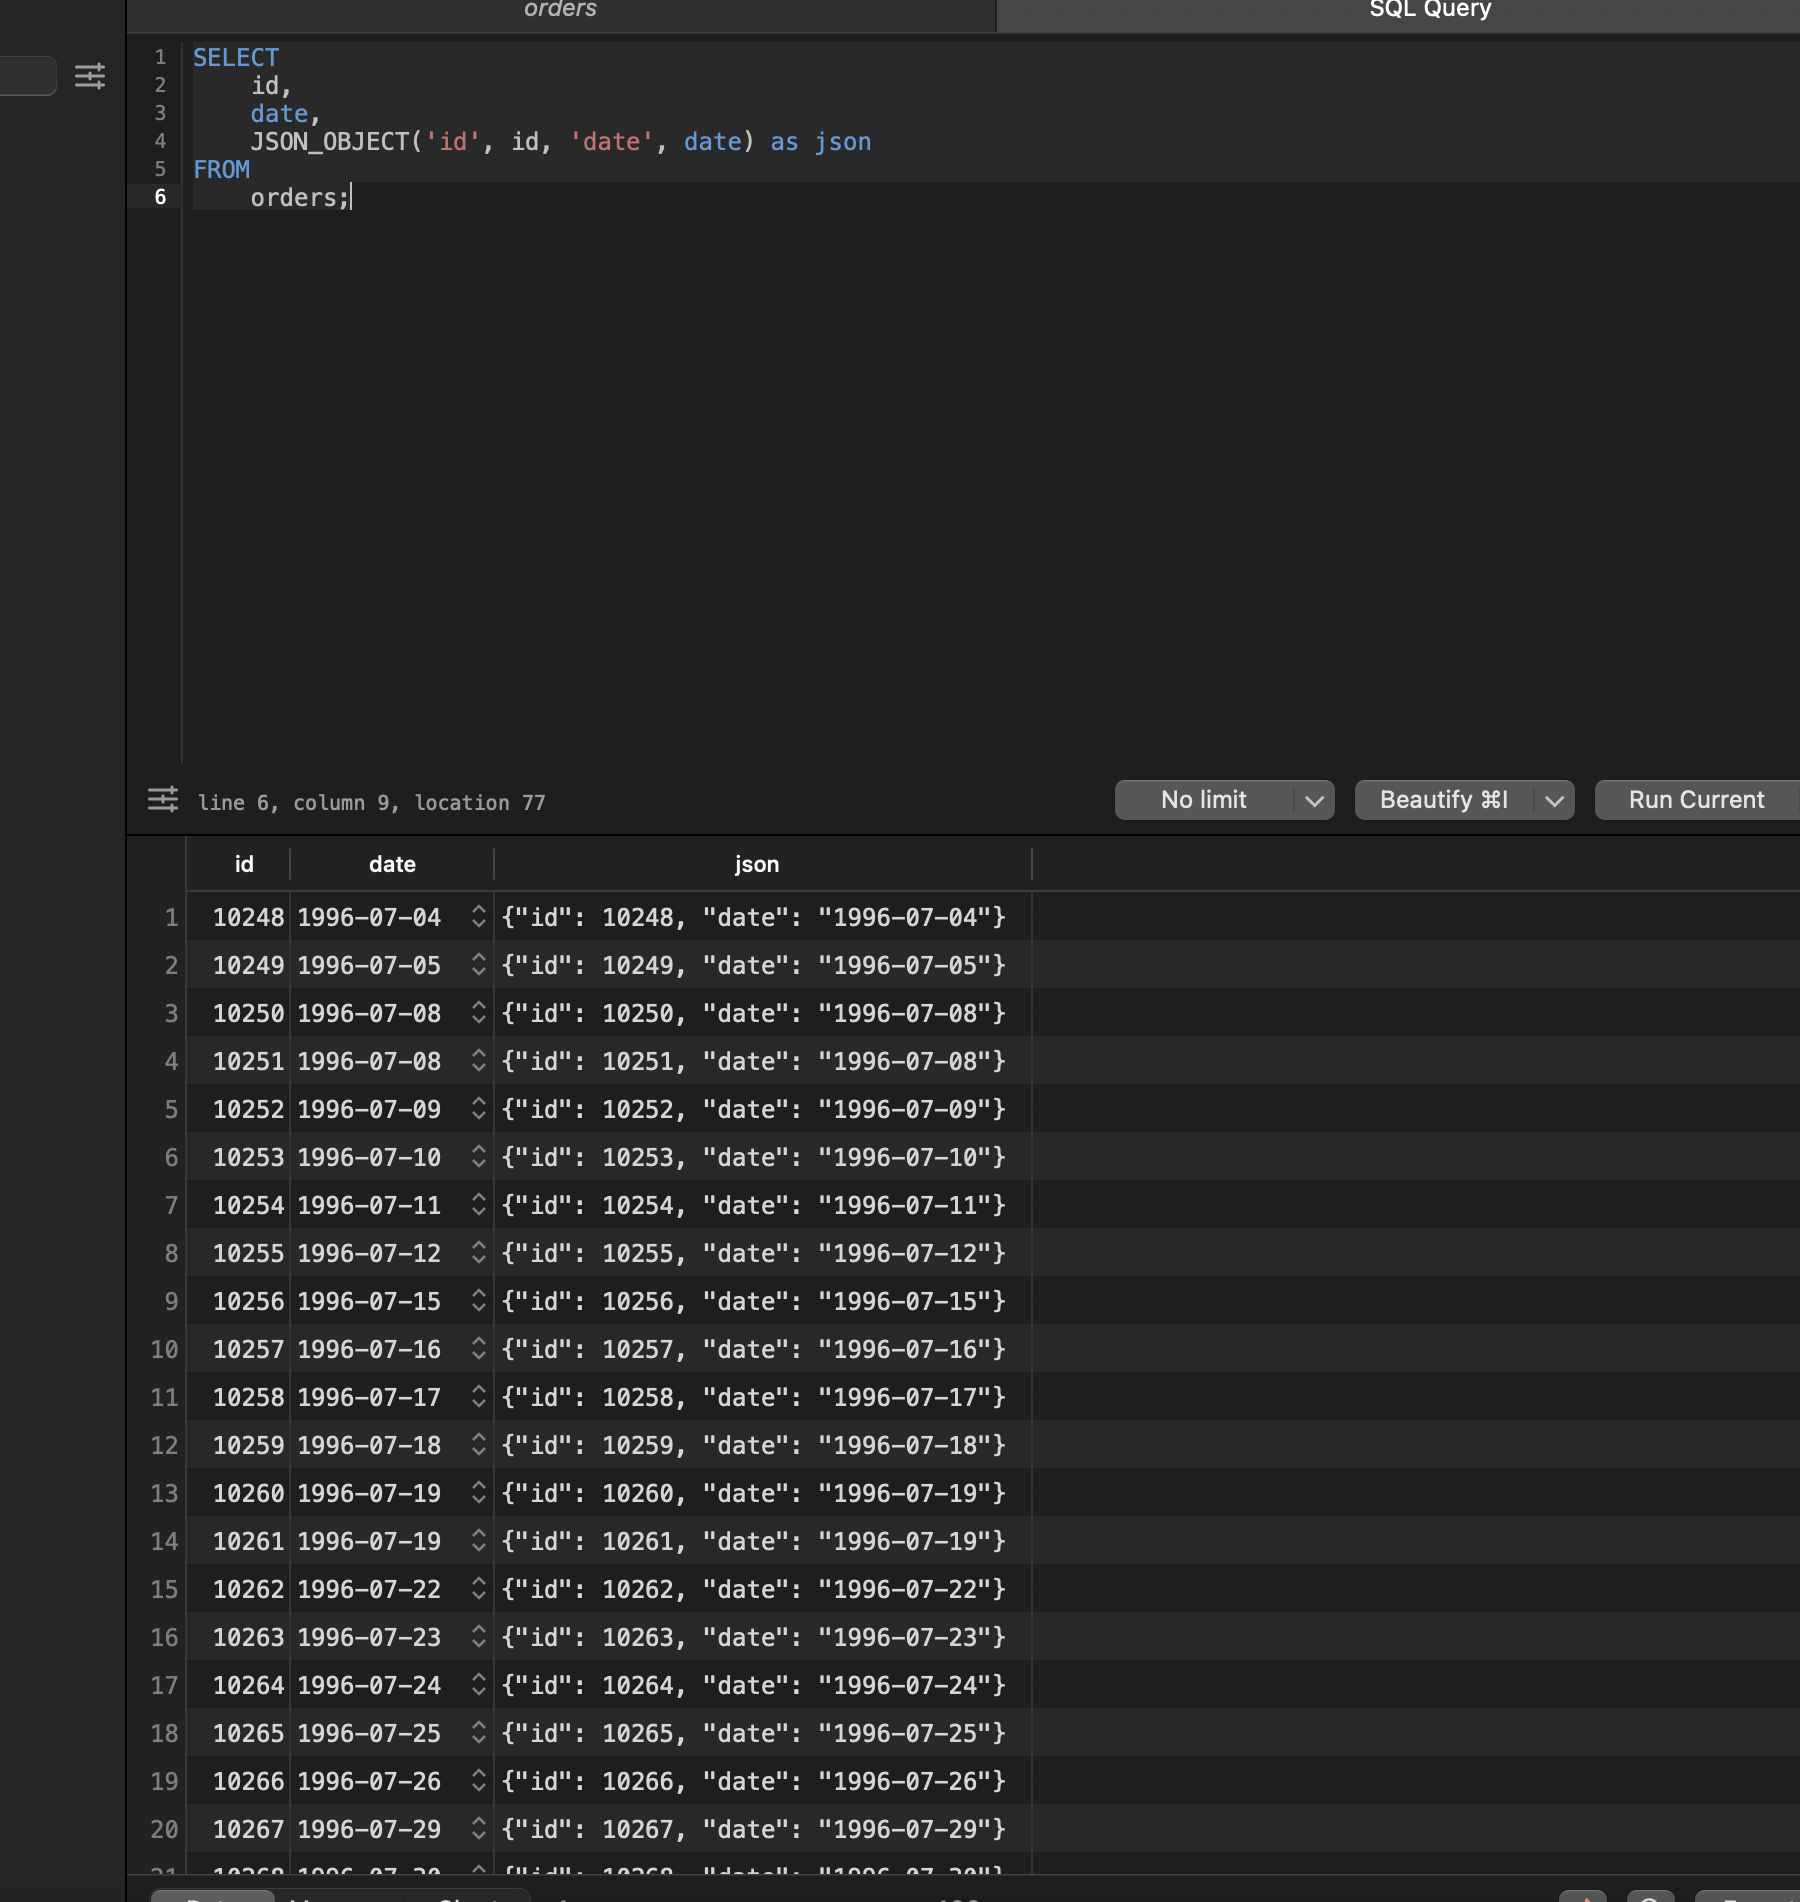 orders
SQL Query
1 SELECT
2 id,
3 date,
4 JSON_OBJECT('id', id, 'date', date) as json
5 FROM
6 orders;
line 6, column 9, location 77
No limit
Beautify ⌘I
Run Current
id date json
1 10248 1996-07-04 {"id": 10248, "date": "1996-07-04"}
2 10249 1996-07-05 {"id": 10249, "date": "1996-07-05"}
3 10250 1996-07-08 {"id": 10250, "date": "1996-07-08"}
4 10251 1996-07-08 {"id": 10251, "date": "1996-07-08"}
5 10252 1996-07-09 {"id": 10252, "date": "1996-07-09"}
6 10253 1996-07-10 {"id": 10253, "date": "1996-07-10"}
7 10254 1996-07-11 {"id": 10254, "date": "1996-07-11"}
8 10255 1996-07-12 {"id": 10255, "date": "1996-07-12"}
9 10256 1996-07-15 {"id": 10256, "date": "1996-07-15"}
10 10257 1996-07-16 {"id": 10257, "date": "1996-07-16"}
11 10258 1996-07-17 {"id": 10258, "date": "1996-07-17"}
12 10259 1996-07-18 {"id": 10259, "date": "1996-07-18"}
13 10260 1996-07-19 {"id": 10260, "date": "1996-07-19"}
14 10261 1996-07-19 {"id": 10261, "date": "1996-07-19"}
15 10262 1996-07-22 {"id": 10262, "date": "1996-07-22"}
16 10263 1996-07-23 {"id": 10263, "date": "1996-07-23"}
17 10264 1996-07-24 {"id": 10264, "date": "1996-07-24"}
18 10265 1996-07-25 {"id": 10265, "date": "1996-07-25"}
19 10266 1996-07-26 {"id": 10266, "date": "1996-07-26"}
20 10267 1996-07-29 {"id": 10267, "date": "1996-07-29"}